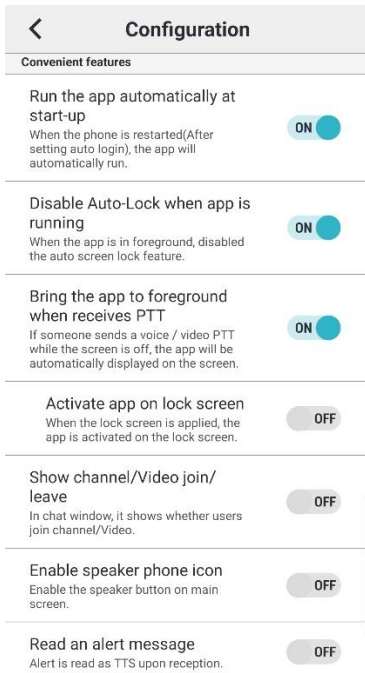 Configuration
Convenient features
Run the app automatically at
start-up
When the phone is restarted(After
setting auto login), the app will
automatically run.
ON
Disable Auto-Lock when app is
running
When the app is in foreground, disabled
the auto screen lock feature.
ON
Bring the app to foreground
when receives PTT
If someone sends a voice / video PTT
while the screen is off, the app will be
automatically displayed on the screen.
ON
Activate app on lock screen
When the lock screen is applied, the
app is activated on the lock screen.
OFF
Show channel/Video join/
leave
In chat window, it shows whether users
join channel/Video.
OFF
Enable speaker phone icon
Enable the speaker button on main
screen.
OFF
Read an alert message
Alert is read as TTS upon reception.
OFF